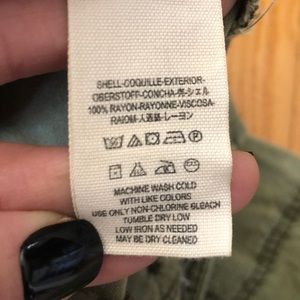 SHELL-COQUILLE-EXTERIOR-
OBERSTOFF-CONCHA-壳-シェル
100% RAYON-RAYONNE-VISCOSA-
RAION-人造絲-レーヨン
MACHINE WASH COLD
WITH LIKE COLORS
USE ONLY NON-CHLORINE BLEACH
TUMBLE DRY LOW
LOW IRON AS NEEDED
MAY BE DRY CLEANED